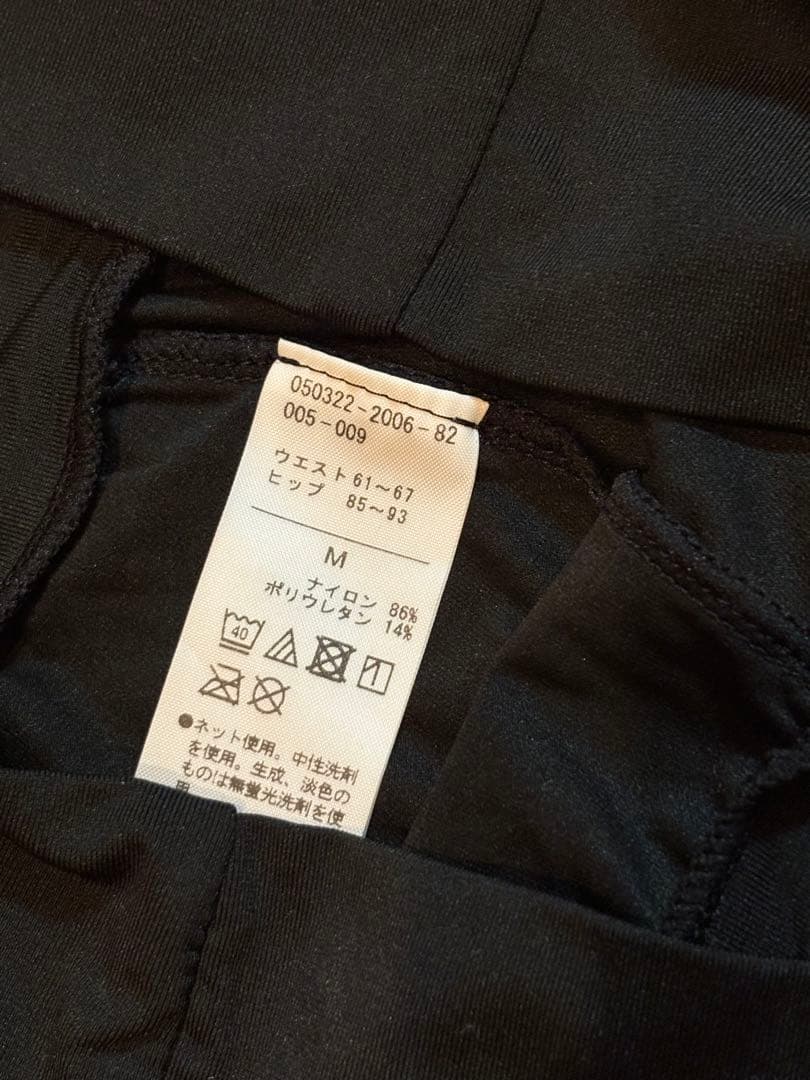 050322-2006-82
005-009
ウエスト 61～67
ヒップ 85～93
M
ナイロン 86%
ポリウレタン 14%
40
●ネット使用。中性洗剤
を使用。生成、淡色の
ものは無蛍光洗剤を使